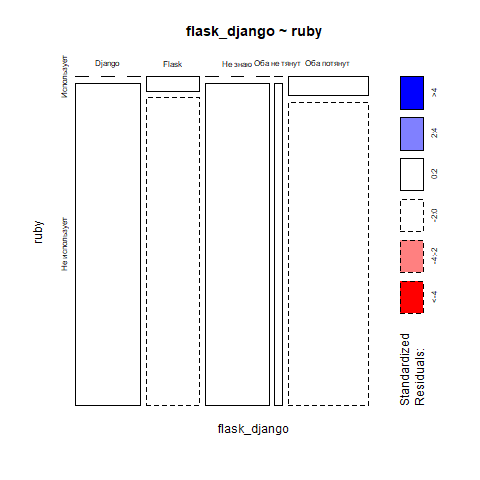 flask_django ~ ruby
Django
Flask
Не знаю
Оба не тянут
Оба потянут
Использует
Не использует
ruby
flask_django
>4
2:4
0:2
-2:0
-4:-2
<-4
Standardized
Residuals: